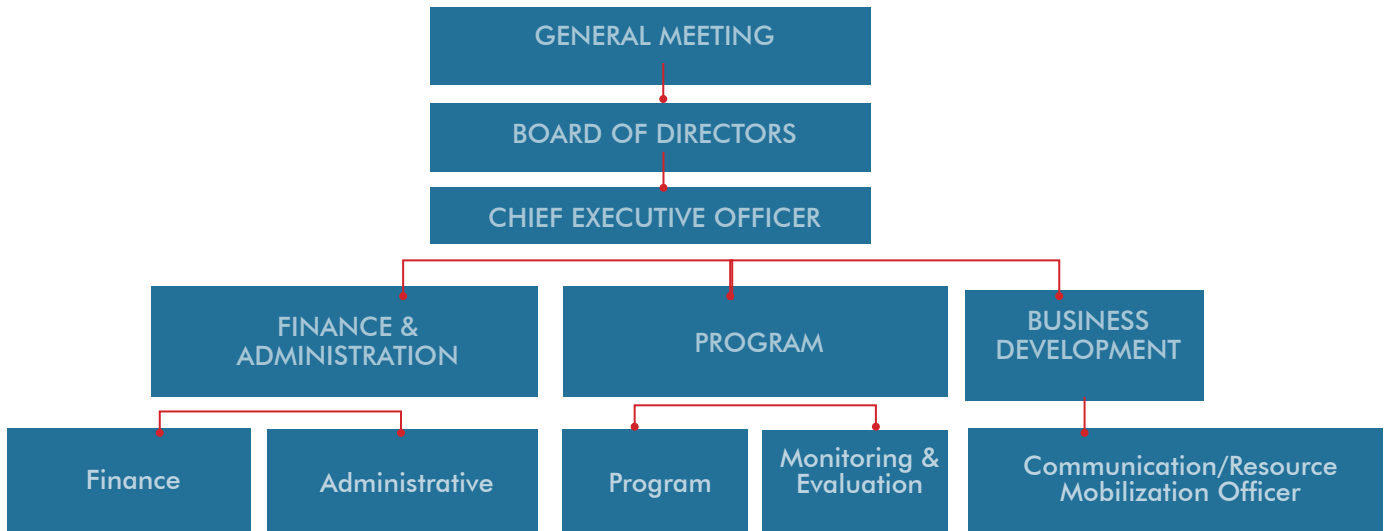 GENERAL MEETING
BOARD OF DIRECTORS
CHIEF EXECUTIVE OFFICER
FINANCE &
ADMINISTRATION
PROGRAM
BUSINESS
DEVELOPMENT
Finance
Administrative
Program
Monitoring &
Evaluation
Communication/Resource
Mobilization Officer